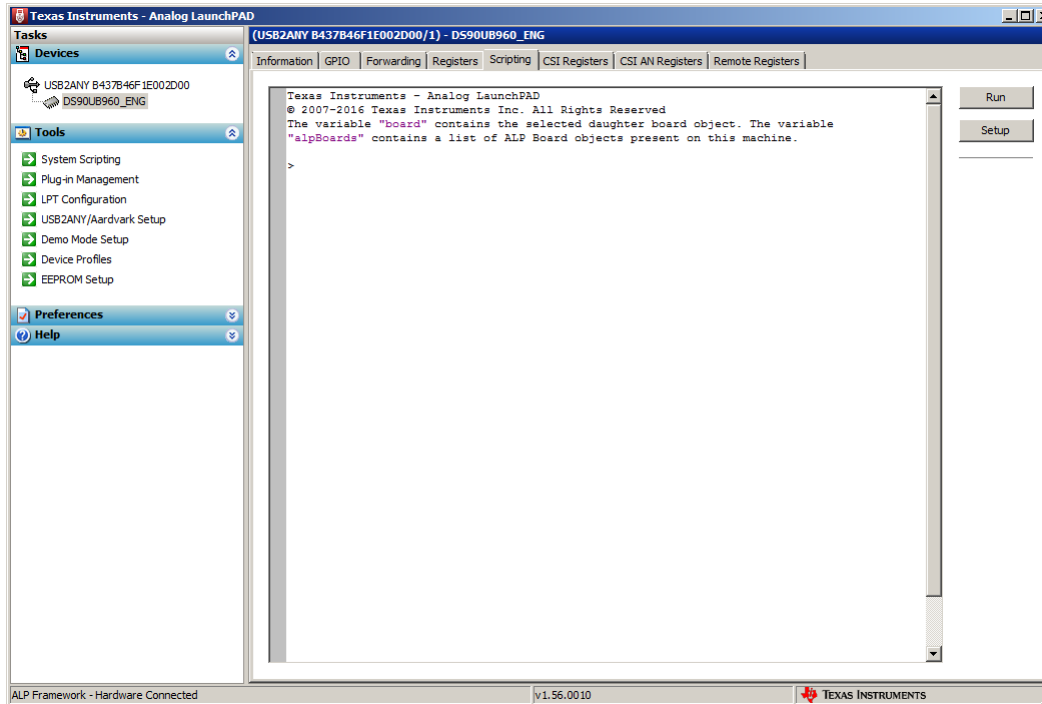 Texas Instruments - Analog LaunchPAD
Tasks
Devices
USB2ANY B437B46F1E002D00
DS90UB960_ENG
Tools
System Scripting
Plug-in Management
LPT Configuration
USB2ANY/Aardvark Setup
Demo Mode Setup
Device Profiles
EEPROM Setup
Preferences
Help
(USB2ANY B437B46F1E002D00/1) - DS90UB960_ENG
Information GPIO Forwarding Registers Scripting CSI Registers CSI AN Registers Remote Registers
Texas Instruments - Analog LaunchPAD
© 2007-2016 Texas Instruments Inc. All Rights Reserved
The variable "board" contains the selected daughter board object. The variable
"alpBoards" contains a list of ALP Board objects present on this machine.
>
Run
Setup
ALP Framework - Hardware Connected
v1.56.0010
TEXAS INSTRUMENTS